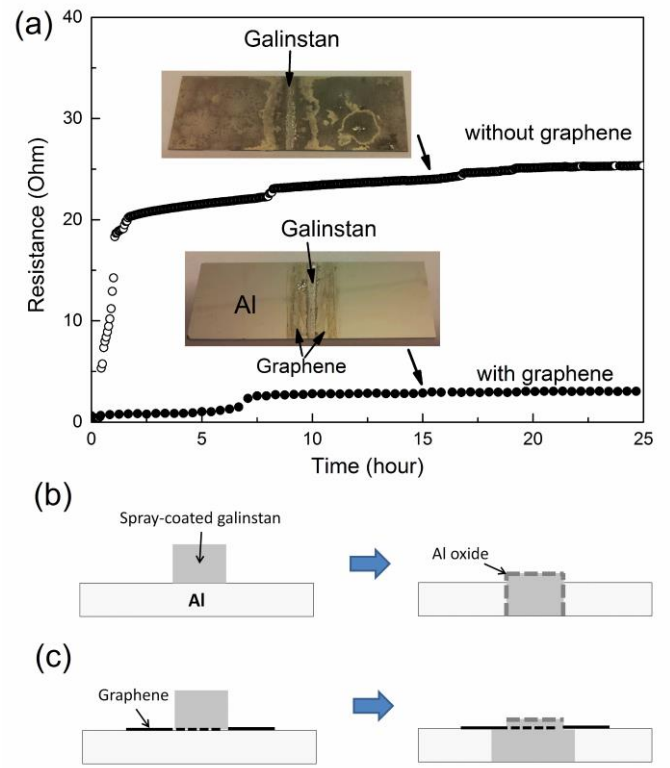 (a)
40
30
20
10
0
Resistance (Ohm)
Galinstan
without graphene
Galinstan
Al
Graphene
with graphene
0
5
10
15
20
25
Time (hour)
(b)
Spray-coated galinstan
Al
Al oxide
(c)
Graphene